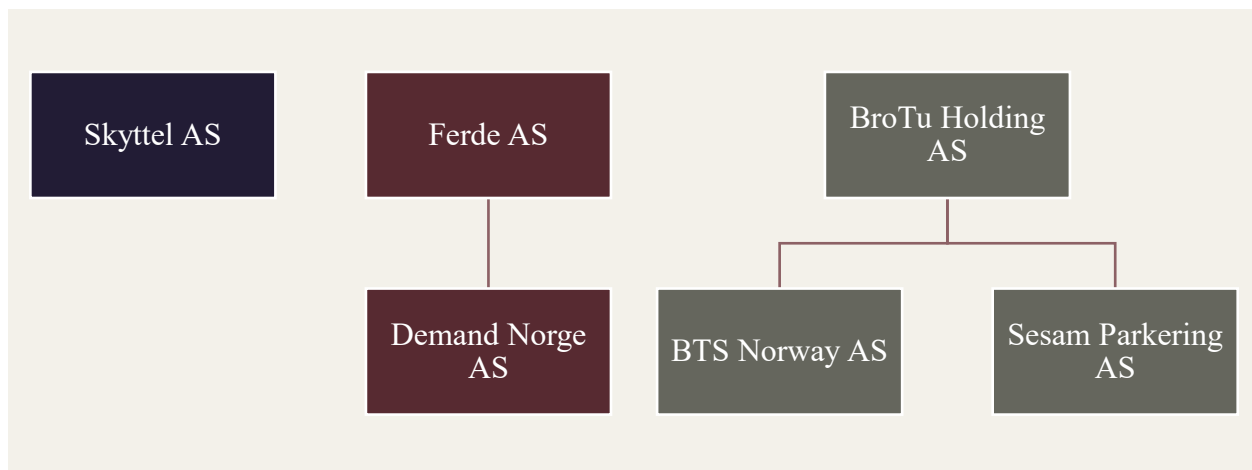 Skyttel AS
Ferde AS
BroTu Holding
AS
Demand Norge
AS
BTS Norway AS
Sesam Parkering
AS